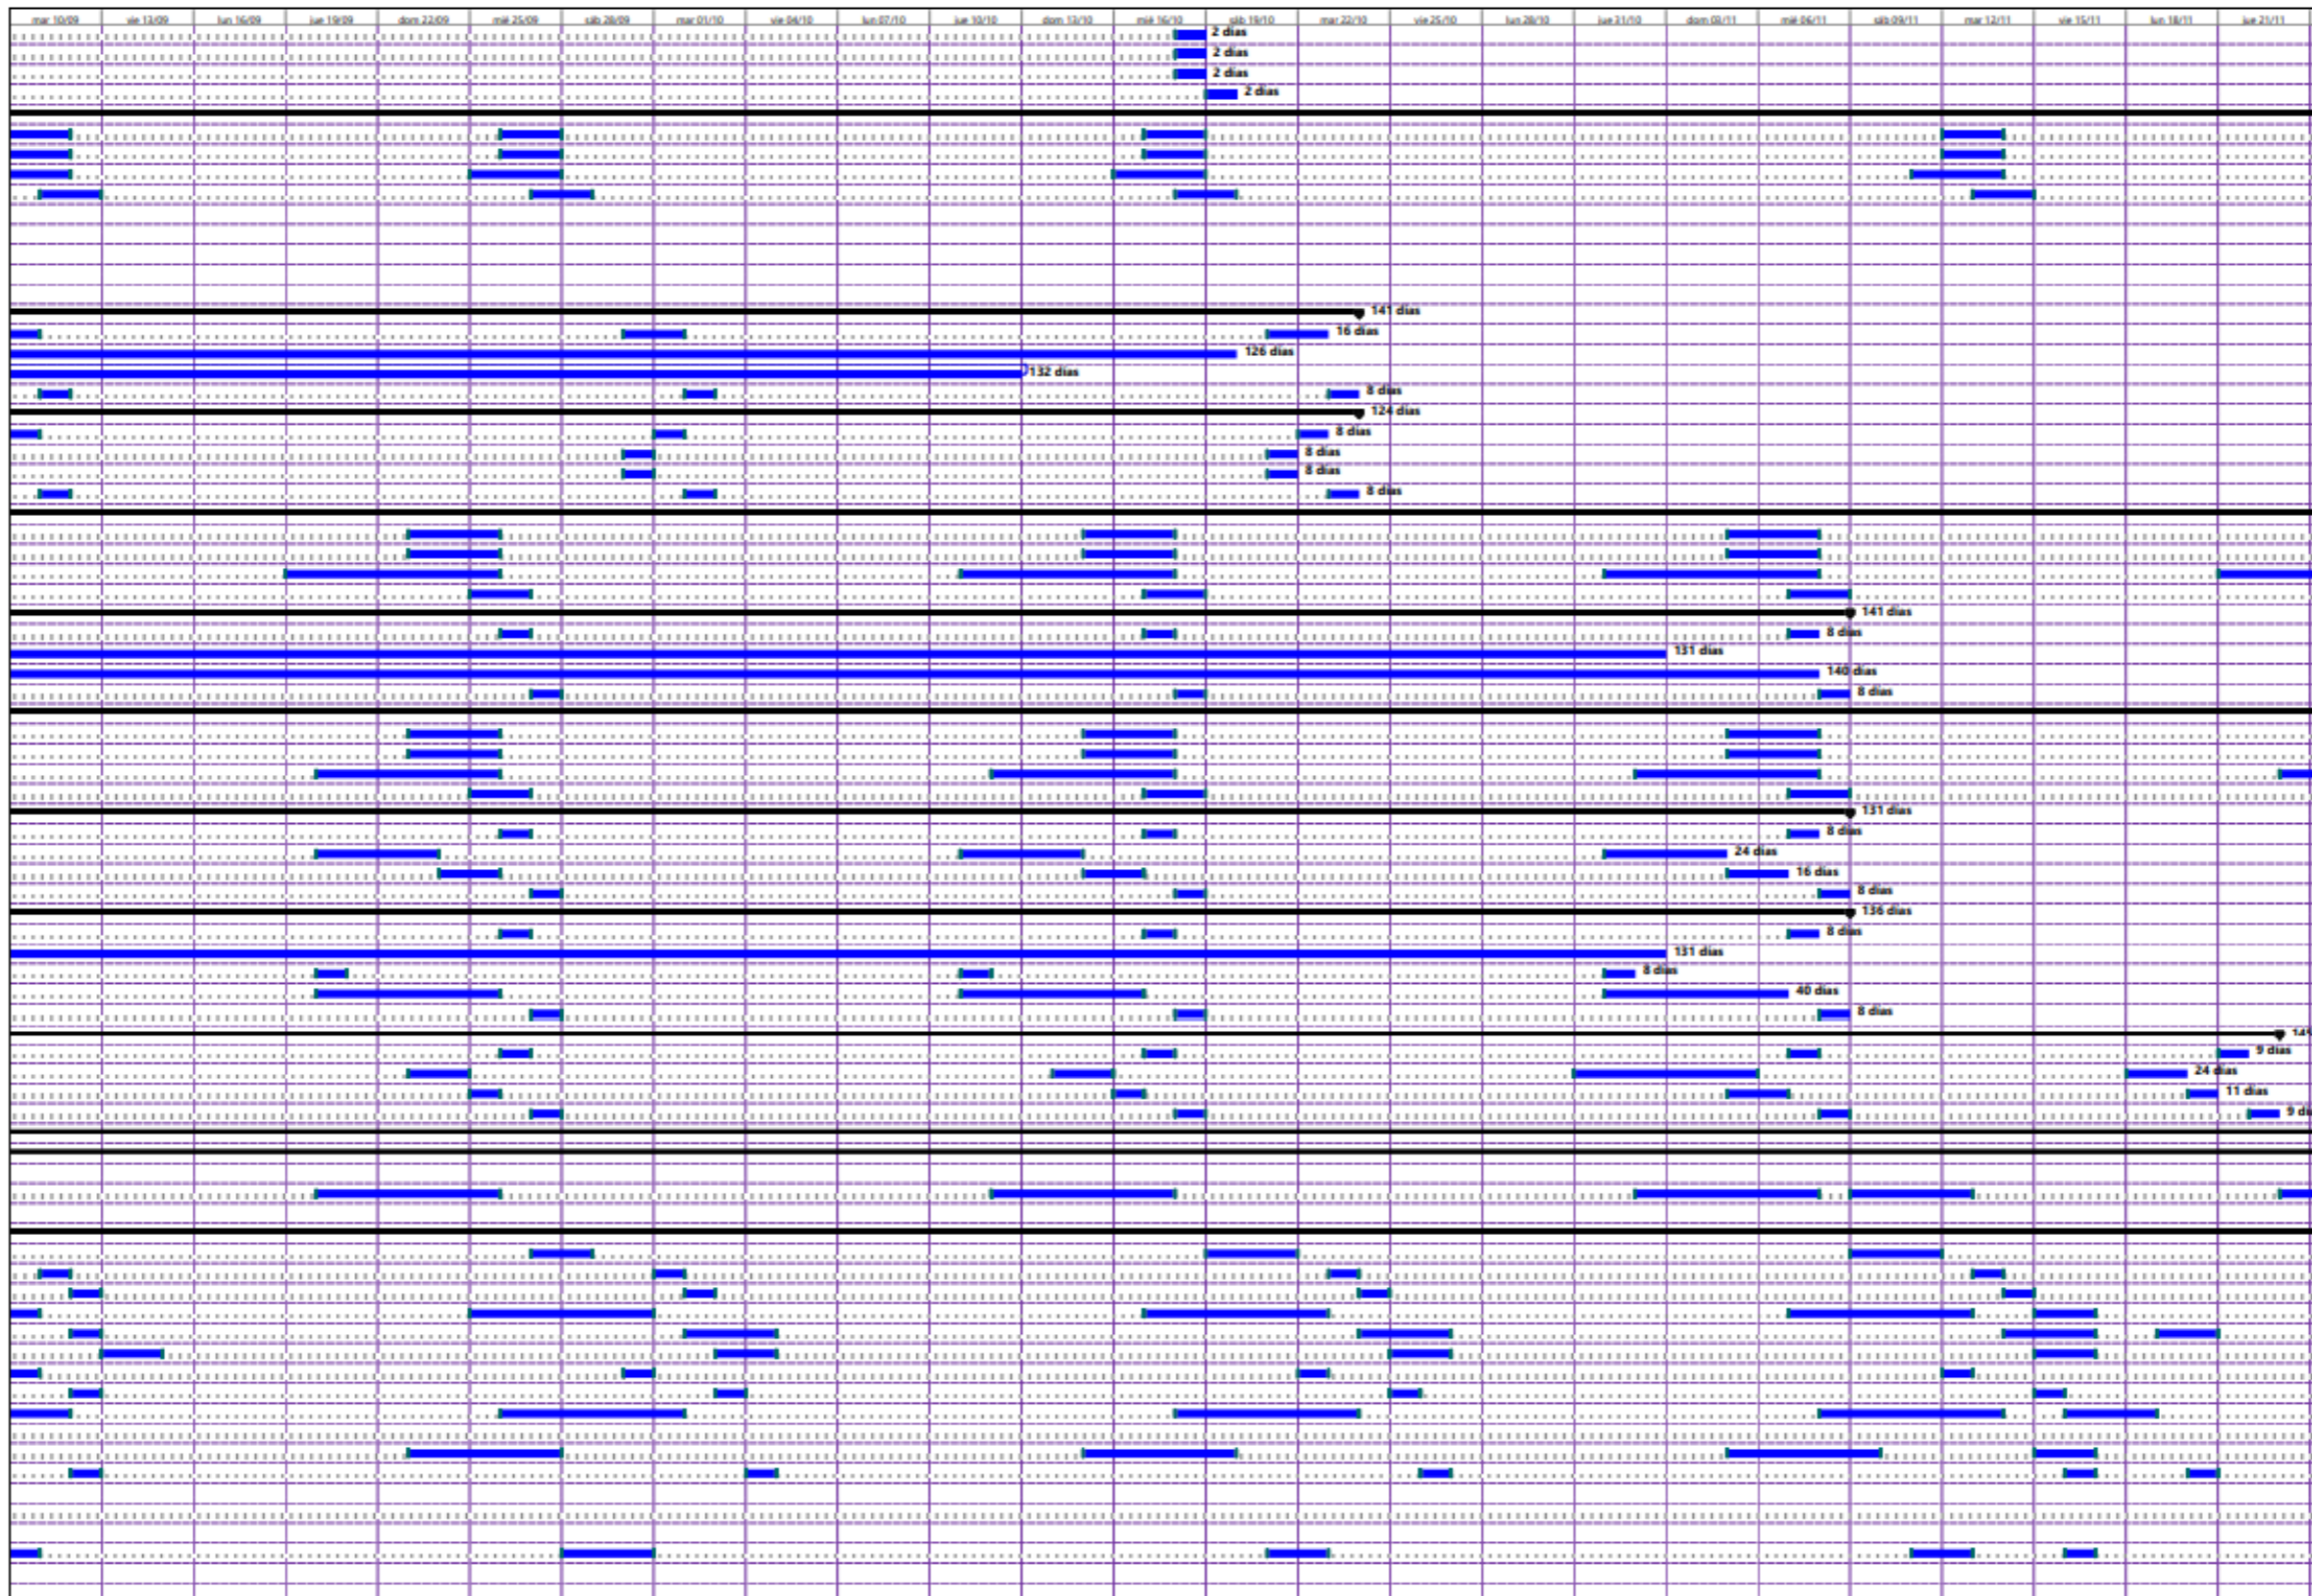 mar 10/09 vie 13/09 lun 16/09 jue 19/09 dom 22/09 mié 25/09 sáb 28/09 mar 01/10 vie 04/10 lun 07/10 jue 10/10 dom 13/10 mié 16/10 sáb 19/10 mar 22/10 vie 25/10 lun 28/10 jue 31/10 dom 03/11 mié 06/11 sáb 09/11 mar 12/11 vie 15/11 lun 18/11 jue 21/11
2 días
2 días
2 días
2 días
141 días
16 días
126 días
132 días
8 días
124 días
8 días
8 días
8 días
8 días
141 días
8 días
131 días
140 días
8 días
131 días
8 días
24 días
16 días
8 días
136 días
8 días
131 días
8 días
40 días
8 días
9 días
24 días
11 días